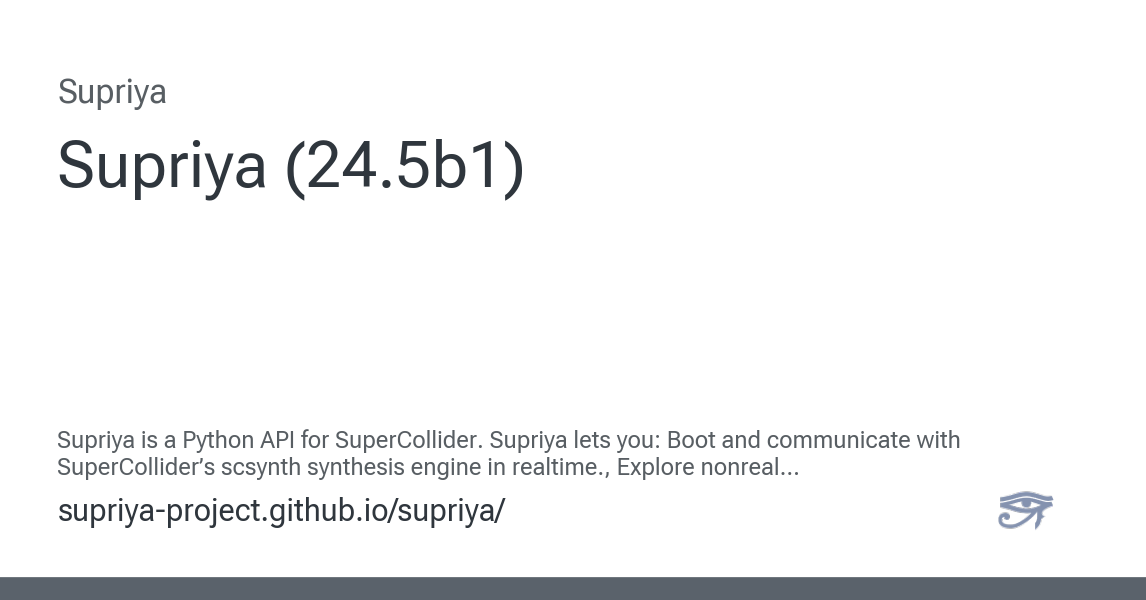 Supriya
Supriya (24.5b1)
Supriya is a Python API for SuperCollider. Supriya lets you: Boot and communicate with
SuperCollider’s scsynth synthesis engine in realtime., Explore nonreal...
supriya-project.github.io/supriya/